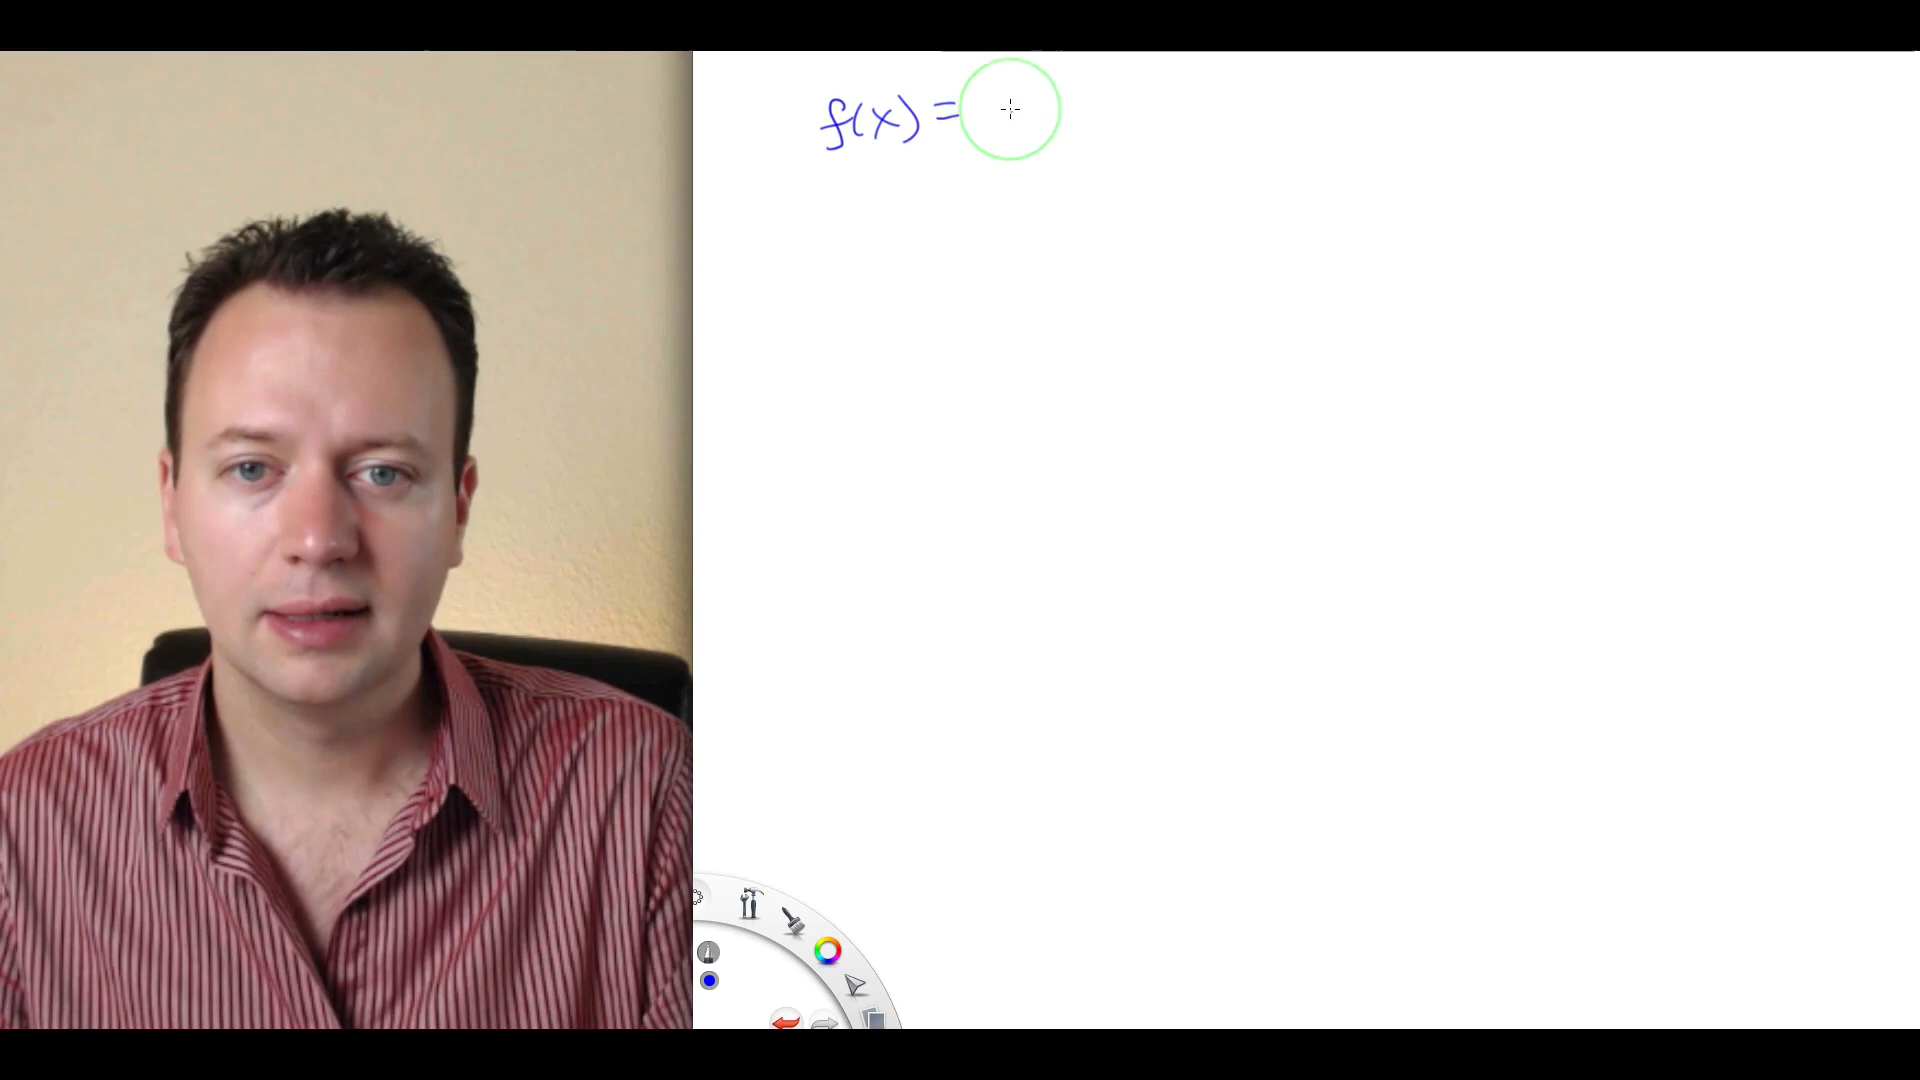 f(x) =